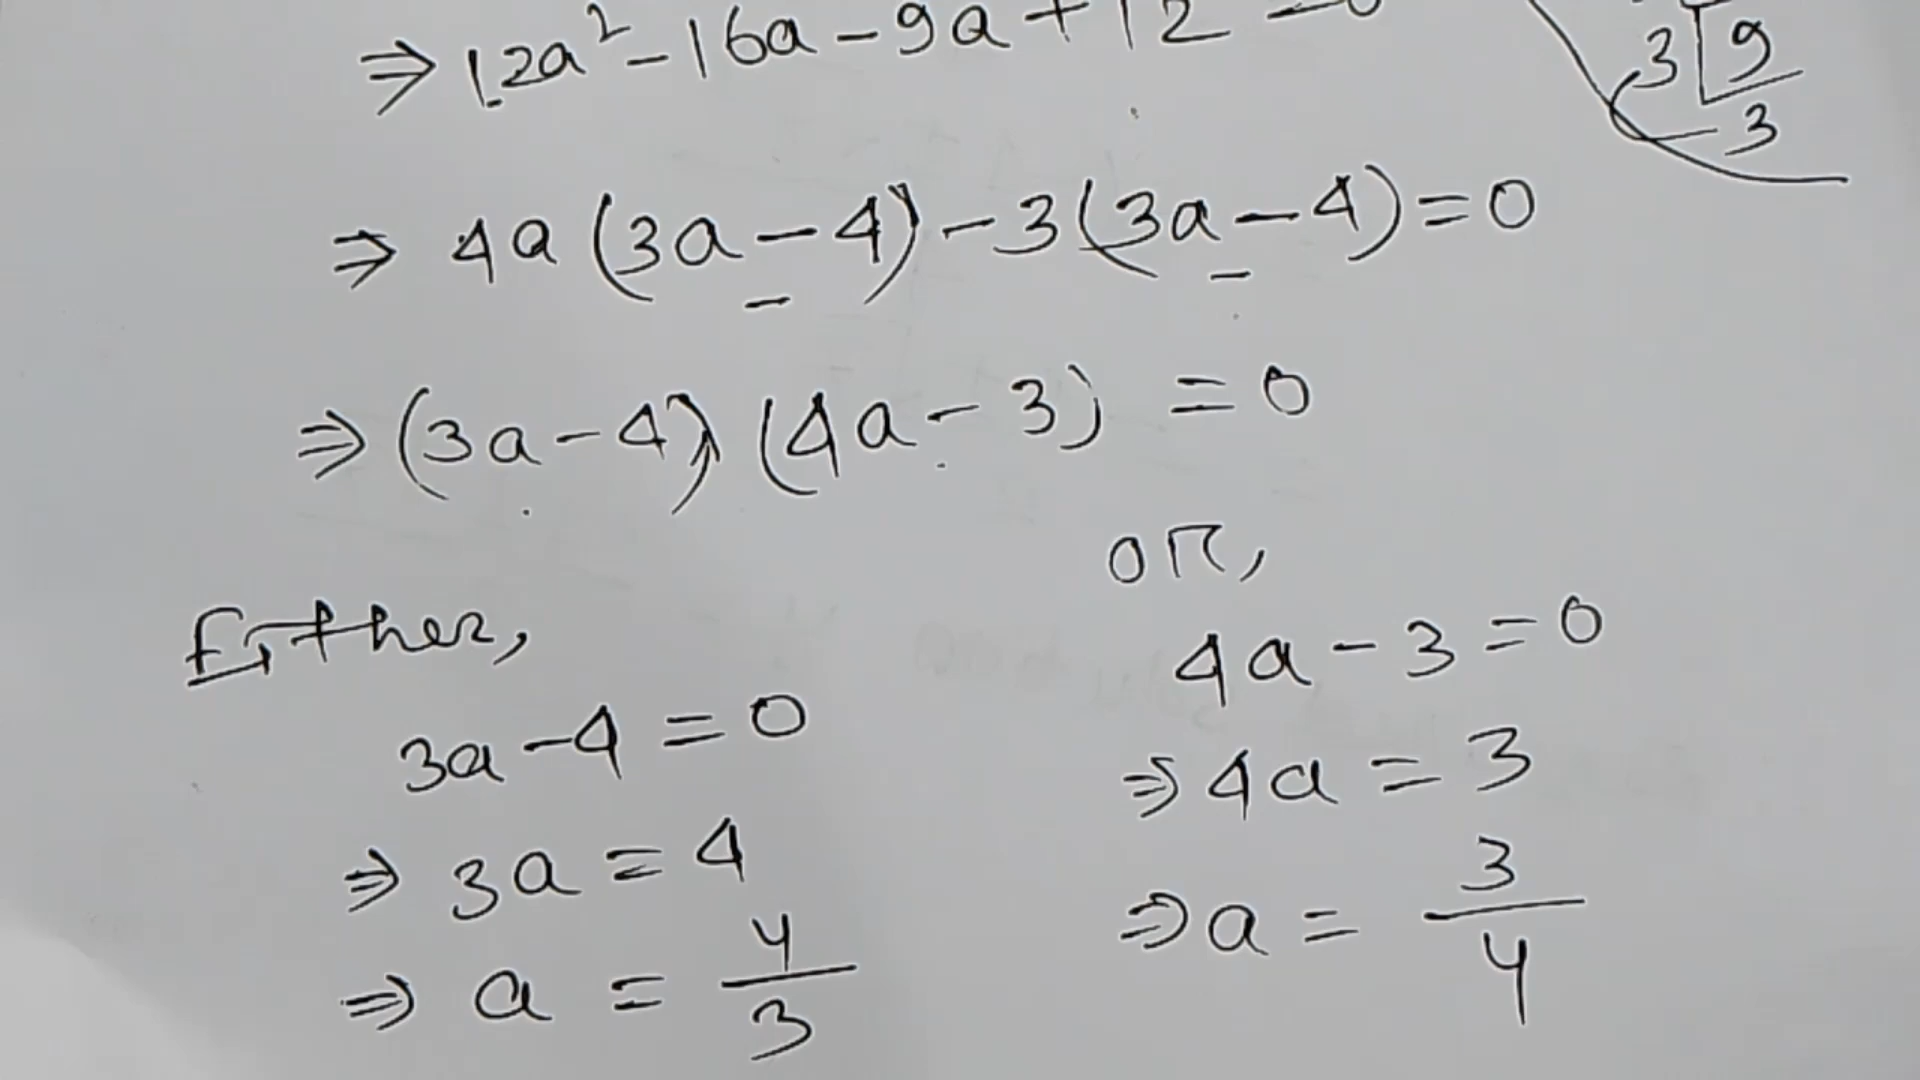 ⇒ 12a² - 16a - 9a + 12 = 0
3 9
3
⇒ 4a (3a - 4) - 3 (3a - 4) = 0
⇒ (3a - 4) (4a - 3) = 0
Either,
3a - 4 = 0
⇒ 3a = 4
⇒ a = 4/3
or,
4a - 3 = 0
⇒ 4a = 3
⇒ a = 3/4